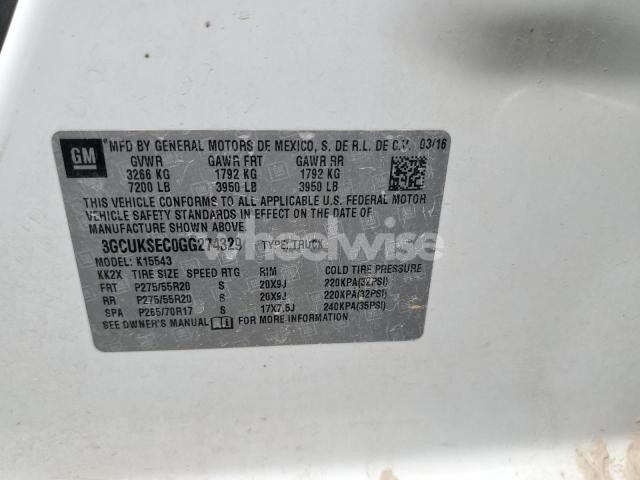 GM
MFD BY GENERAL MOTORS DE MEXICO, S. DE R.L. DE C.V. 03/16
GVWR GAWR FRT GAWR RR
3266 KG 1792 KG 1792 KG
7200 LB 3950 LB 3950 LB
THIS VEHICLE CONFORMS TO ALL APPLICABLE U.S. FEDERAL MOTOR
VEHICLE SAFETY STANDARDS IN EFFECT ON THE DATE OF
MANUFACTURE SHOWN ABOVE.
3GCUKSEC0GG274329 TYPE: TRUCK
MODEL: K15543
KK2X TIRE SIZE SPEED RTG RIM COLD TIRE PRESSURE
FRT P275/55R20 S 20X9J 220KPA(32PSI)
RR P275/55R20 S 20X9J 220KPA(32PSI)
SPA P265/70R17 S 17X7.5J 240KPA(35PSI)
SEE OWNER'S MANUAL i FOR MORE INFORMATION.
rebrowse